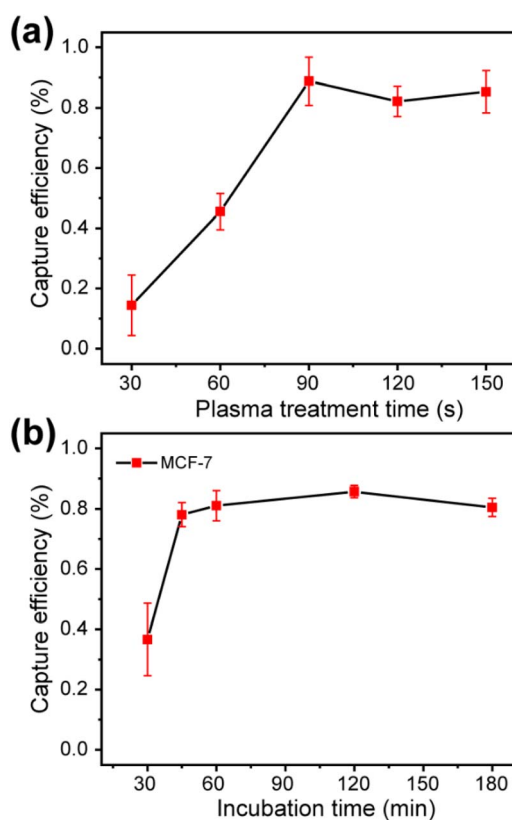 (a)
Capture efficiency (%)
1.0
0.8
0.6
0.4
0.2
0.0
30 60 90 120 150
Plasma treatment time (s)
(b)
MCF-7
Capture efficiency (%)
1.0
0.8
0.6
0.4
0.2
0.0
30 60 90 120 150 180
Incubation time (min)